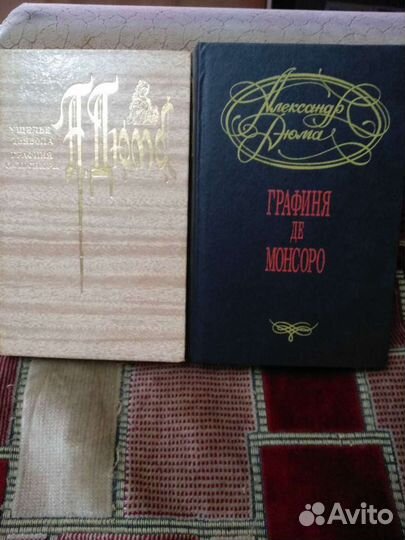 УЩЕЛЬЕ
ДЬЯВОЛА
А Дюма
Александр
Дюма
ГРАФИНЯ
ДЕ
МОНСОРО
Avito